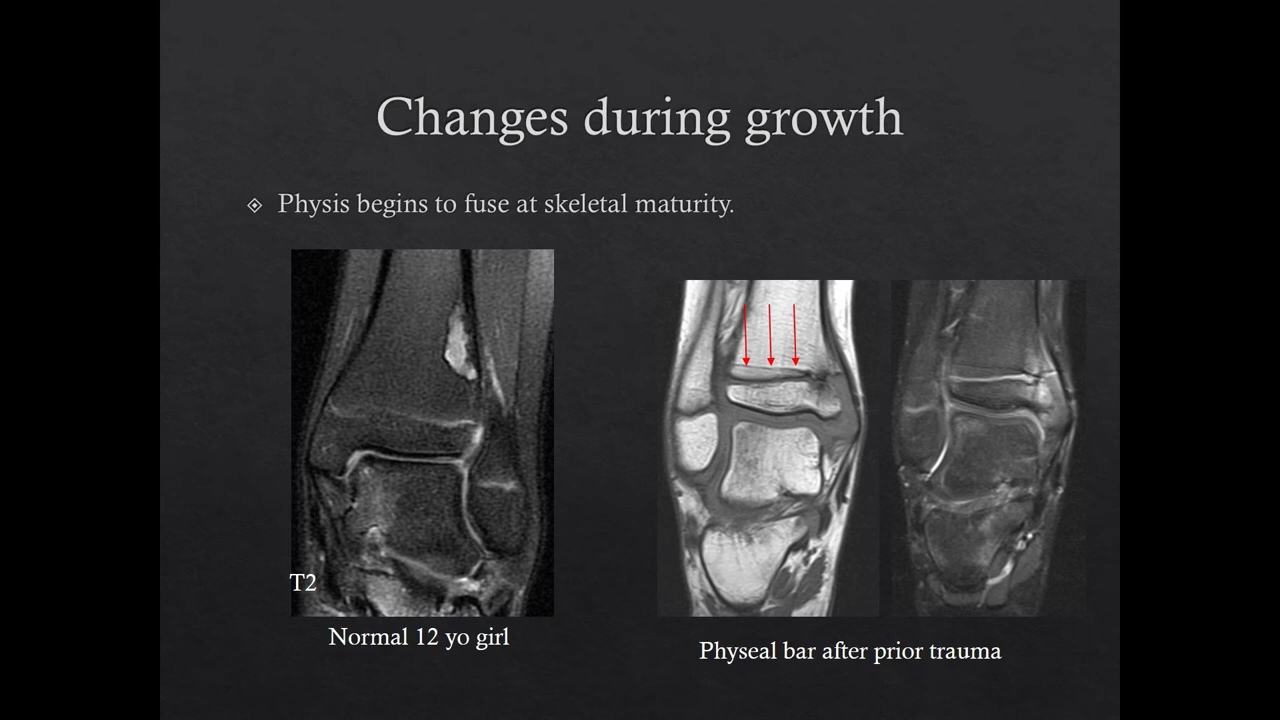 Changes during growth
Physis begins to fuse at skeletal maturity.
T2
Normal 12 yo girl
Physeal bar after prior trauma